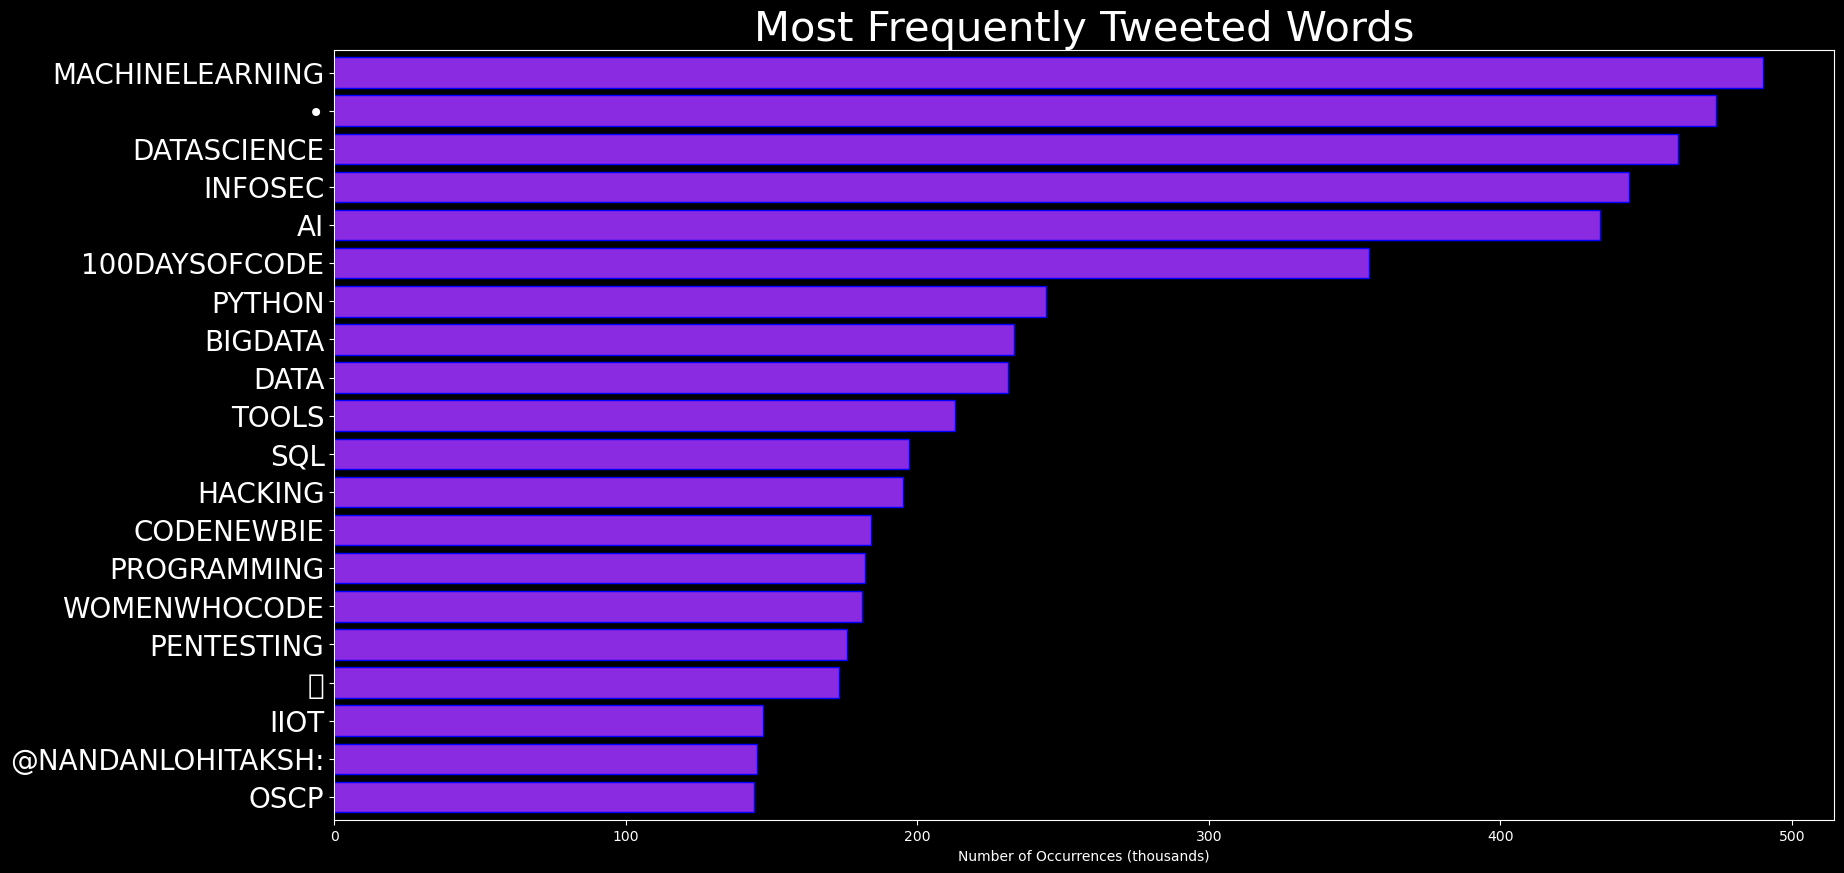 Most Frequently Tweeted Words
MACHINELEARNING
•
DATASCIENCE
INFOSEC
AI
100DAYSOFCODE
PYTHON
BIGDATA
DATA
TOOLS
SQL
HACKING
CODENEWBIE
PROGRAMMING
WOMENWHOCODE
PENTESTING
IIOT
@NANDANLOHITAKSH:
OSCP
0 100 200 300 400 500
Number of Occurrences (thousands)